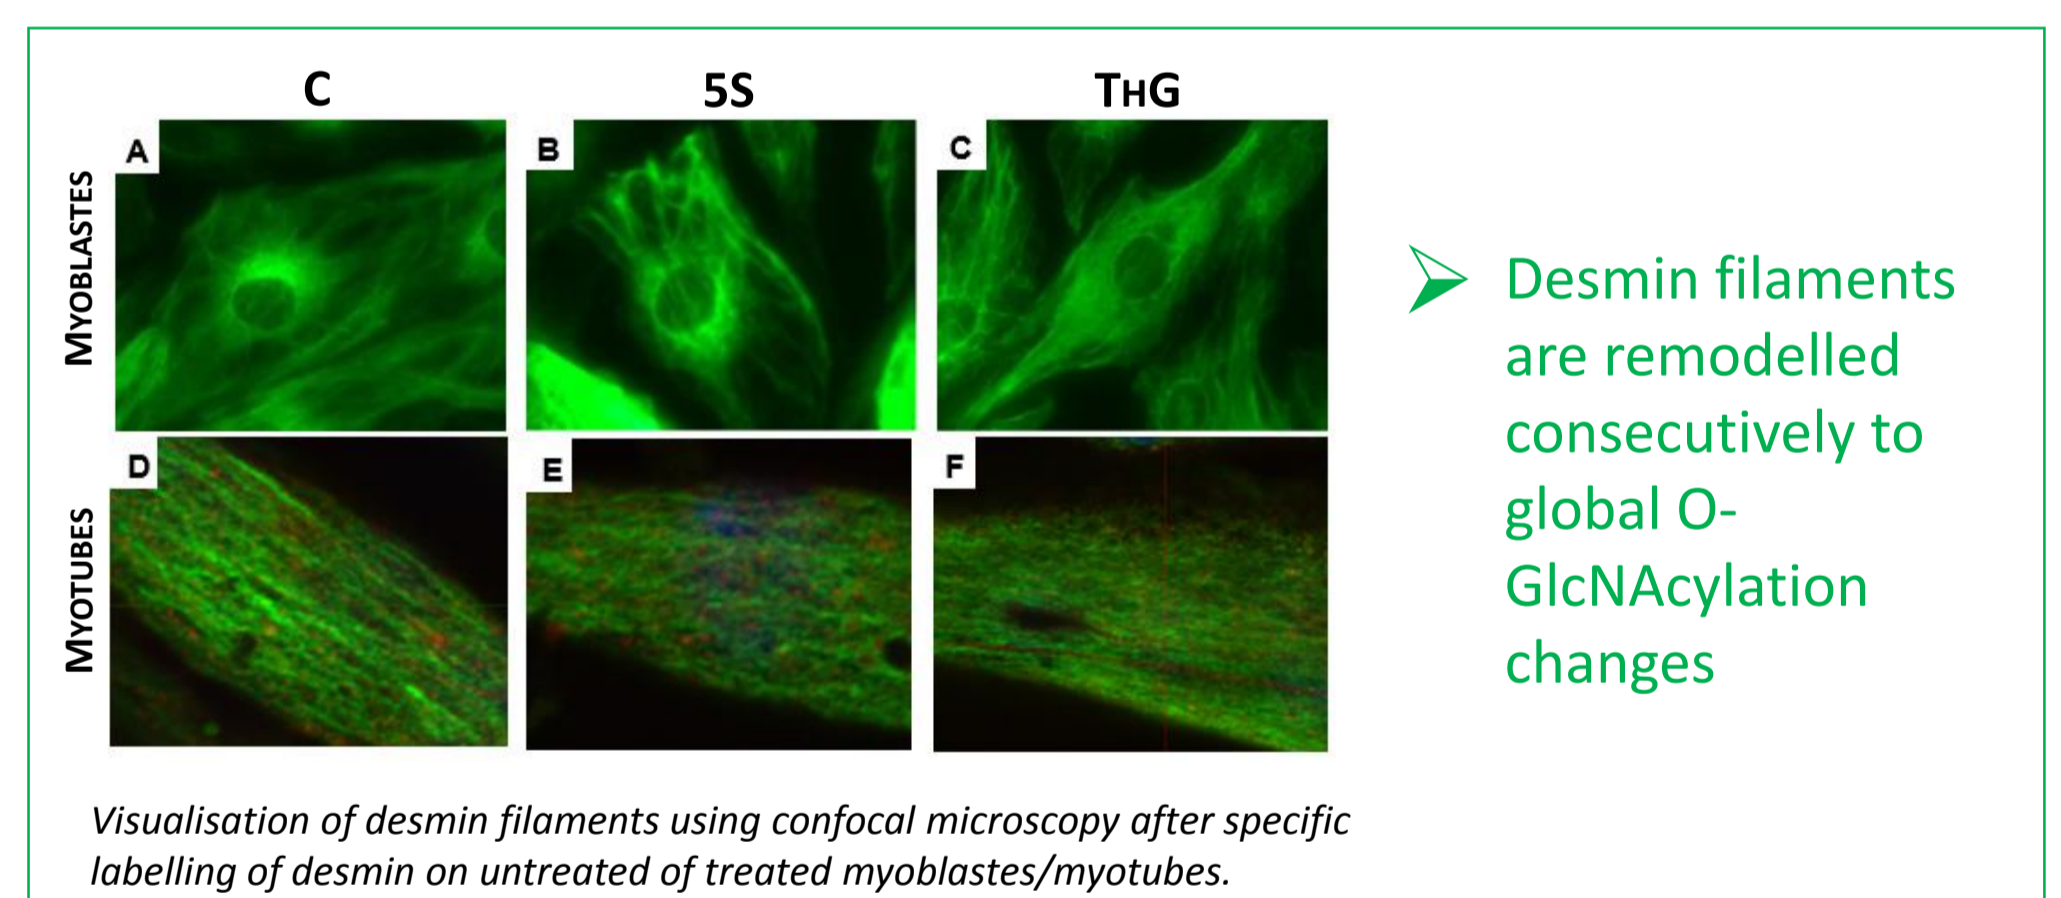 C 5S THG
MYOBLASTES
A B C
MYOTUBES
D E F
Visualisation of desmin filaments using confocal microscopy after specific
labelling of desmin on untreated of treated myoblastes/myotubes.
Desmin filaments
are remodelled
consecutively to
global O-
GlcNAcylation
changes